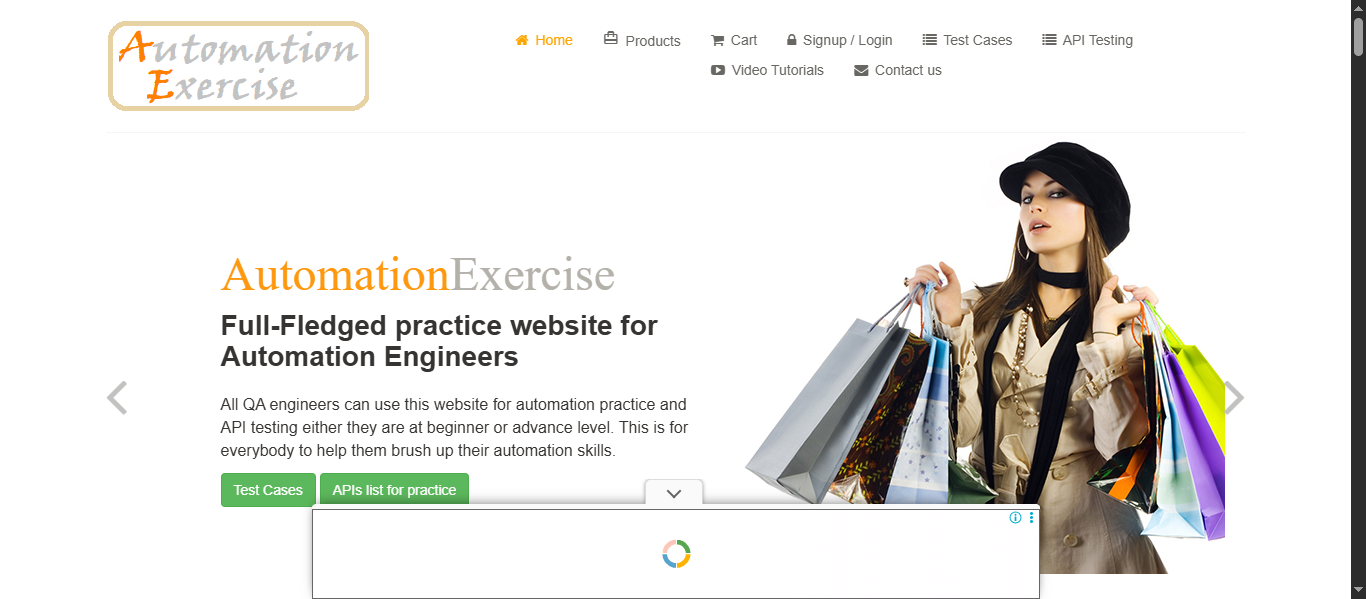 Automation
Exercise
Home Products Cart Signup / Login Test Cases API Testing
Video Tutorials Contact us
AutomationExercise
Full-Fledged practice website for
Automation Engineers
All QA engineers can use this website for automation practice and
API testing either they are at beginner or advance level. This is for
everybody to help them brush up their automation skills.
Test Cases APIs list for practice